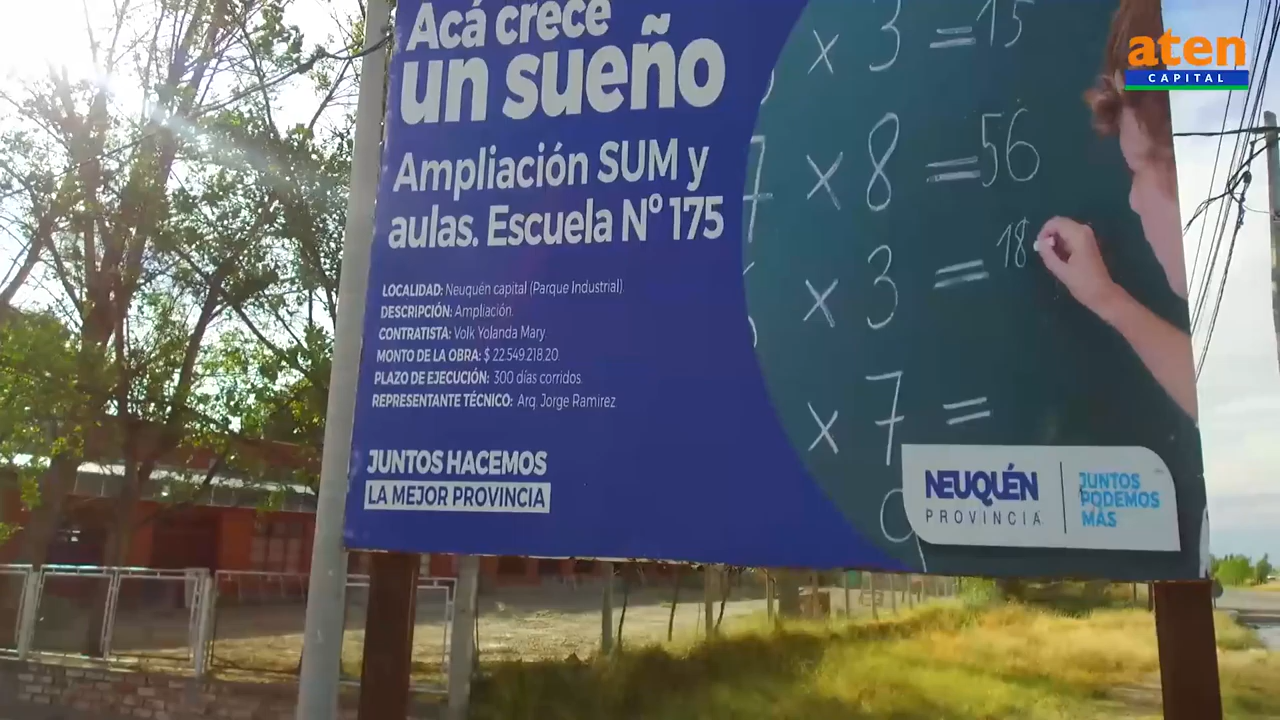 Acá crece
un sueño
Ampliación SUM y
aulas. Escuela N° 175
LOCALIDAD: Neuquén capital (Parque Industrial)
DESCRIPCIÓN: Ampliación.
CONTRATISTA: Volk Yolanda Mary.
MONTO DE LA OBRA: $ 22.549.218,20.
PLAZO DE EJECUCIÓN: 300 días corridos.
REPRESENTANTE TÉCNICO: Arq. Jorge Ramirez
JUNTOS HACEMOS
LA MEJOR PROVINCIA
x 3 = 15
7 x 8 = 56
x 3 = 18
x 7 =
NEUQUÉN
PROVINCIA
JUNTOS
PODEMOS
MÁS
aten
CAPITAL